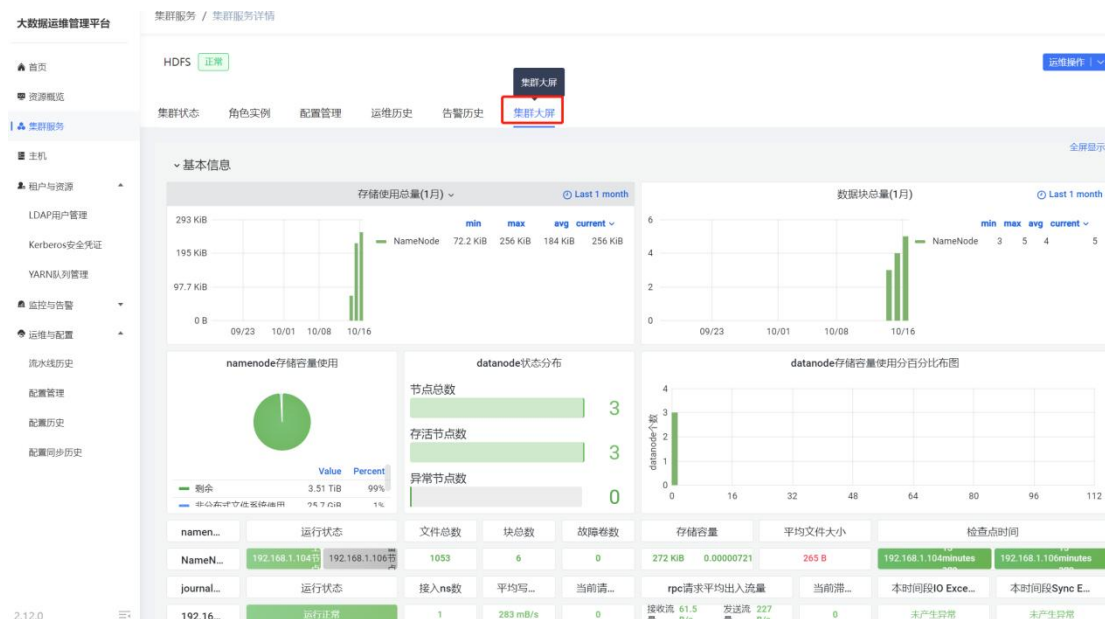 大数据运维管理平台
集群服务 / 集群服务详情
首页
资源概览
集群服务
主机
租户与资源
LDAP用户管理
Kerberos安全凭证
YARN队列管理
监控与告警
运维与配置
流水线历史
配置管理
配置历史
配置同步历史
2.12.0
HDFS 正常
运维操作
集群大屏
集群状态 角色实例 配置管理 运维历史 告警历史 集群大屏
全屏显示
基本信息
存储使用总量(1月) Last 1 month
293 KiB
195 KiB
97.7 KiB
0 B
09/23 10/01 10/08 10/16
min max avg current
NameNode 72.2 KiB 256 KiB 184 KiB 256 KiB
数据块总量(1月) Last 1 month
6
4
2
0
09/23 10/01 10/08 10/16
min max avg current
NameNode 3 5 4 5
namenode存储容量使用
Value Percent
剩余 3.51 TiB 99%
非分布式文件系统使用 25.7 GiB 1%
datanode状态分布
节点总数
3
存活节点数
3
异常节点数
0
datanode存储容量使用分百分比布图
datanode个数
4
3
2
1
0
0 16 32 48 64 80 96 112
namen... 运行状态 文件总数 块总数 故障卷数 存储容量 平均文件大小 检查点时间
NameN... 192.168.1.104 192.168.1.106 1053 6 0 272 KiB 0.00000721 265 B 192.168.1.104minutes 192.168.1.106minutes
journal... 运行状态 接入ns数 平均写... 当前请... rpc请求平均出入流量 当前滞... 本时间段IO Exce... 本时间段Sync E...
192.16... 运行正常 1 283 mB/s 0 接收流 61.5 发送流 227 0 未产生异常 未产生异常